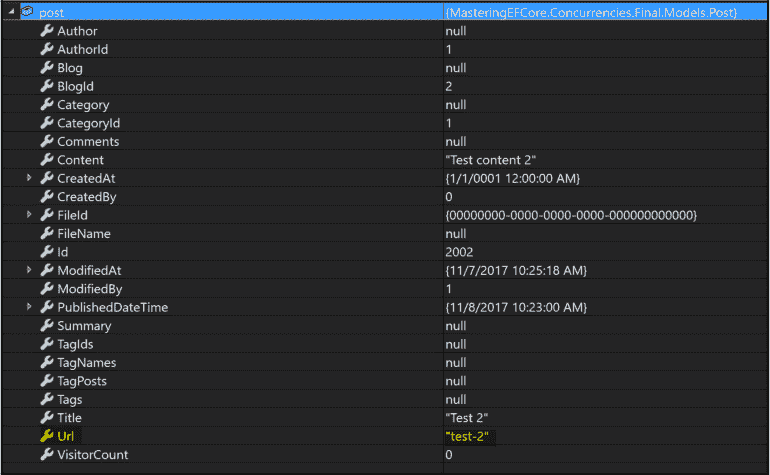 post {MasteringEFCore.Concurrencies.Final.Models.Post}
Author null
AuthorId 1
Blog null
BlogId 2
Category null
CategoryId 1
Comments null
Content "Test content 2"
CreatedAt {1/1/0001 12:00:00 AM}
CreatedBy 0
FileId {00000000-0000-0000-0000-000000000000}
FileName null
Id 2002
ModifiedAt {11/7/2017 10:25:18 AM}
ModifiedBy 1
PublishedDateTime {11/8/2017 10:23:00 AM}
Summary null
TagIds null
TagNames null
TagPosts null
Tags null
Title "Test 2"
Url "test-2"
VisitorCount 0